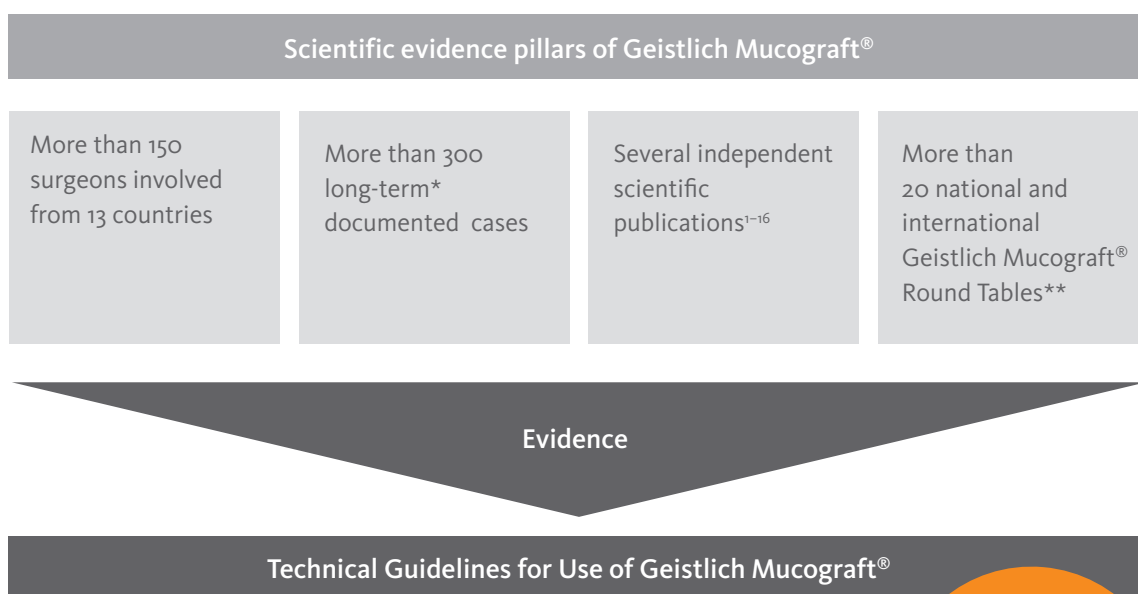 Scientific evidence pillars of Geistlich Mucograft®
More than 150
surgeons involved
from 13 countries
More than 300
long-term*
documented cases
Several independent
scientific
publications¹⁻¹⁶
More than
20 national and
international
Geistlich Mucograft®
Round Tables**
Evidence
Technical Guidelines for Use of Geistlich Mucograft®